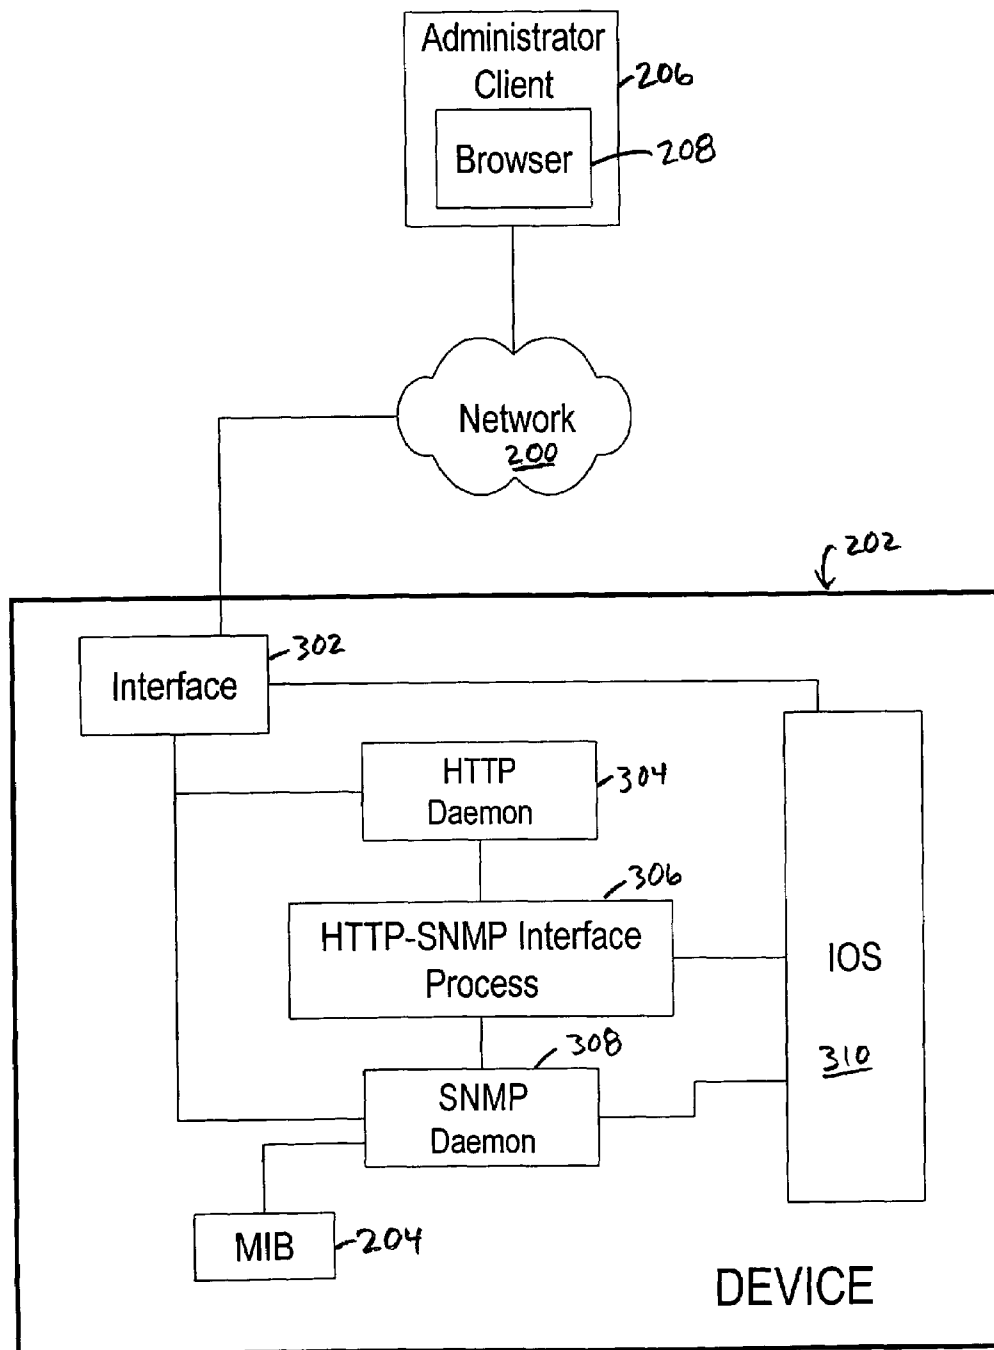 Administrator
Client
206
Browser
208
Network
200
202
302
Interface
HTTP
Daemon
304
306
HTTP-SNMP Interface
Process
IOS
310
308
SNMP
Daemon
MIB
204
DEVICE